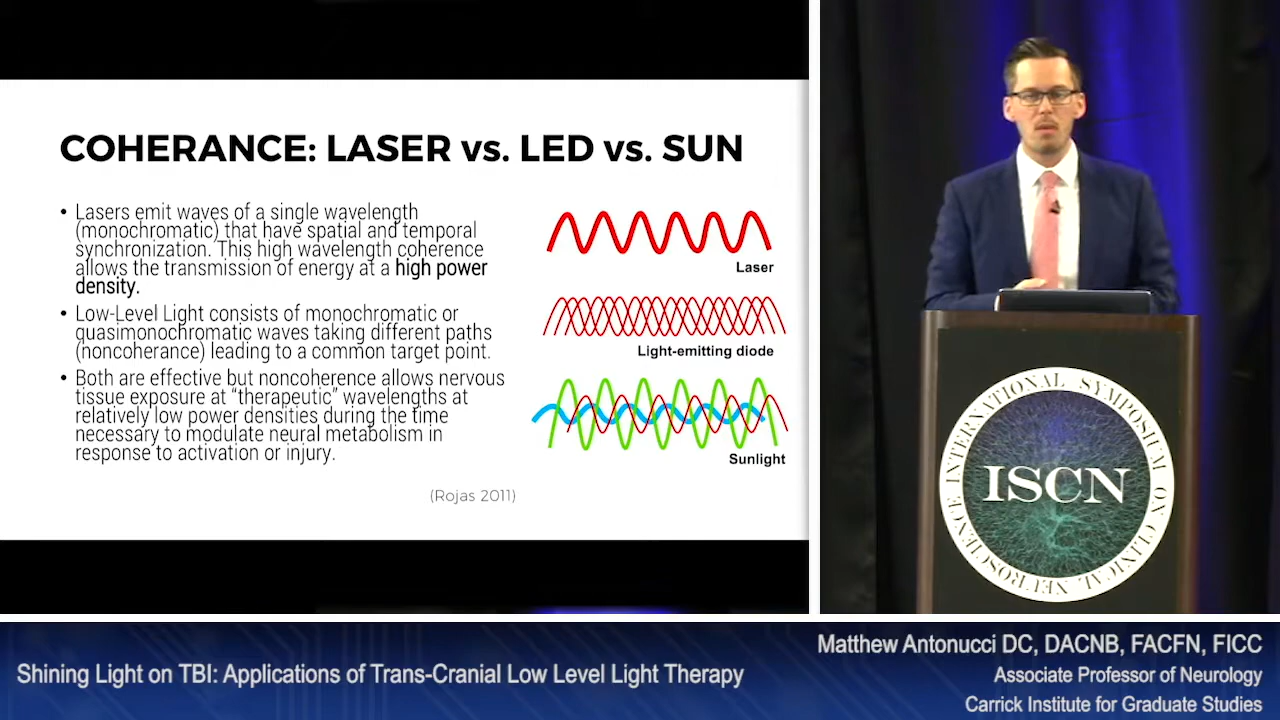 COHERANCE: LASER vs. LED vs. SUN
• Lasers emit waves of a single wavelength
(monochromatic) that have spatial and temporal
synchronization. This high wavelength coherence
allows the transmission of energy at a high power
density.
• Low-Level Light consists of monochromatic or
quasimonochromatic waves taking different paths
(noncoherance) leading to a common target point.
• Both are effective but noncoherence allows nervous
tissue exposure at “therapeutic” wavelengths at
relatively low power densities during the time
necessary to modulate neural metabolism in
response to activation or injury.
(Rojas 2011)
Laser
Light-emitting diode
Sunlight
INTERNATIONAL SYMPOSIUM ON CLINICAL NEUROSCIENCE
ISCN
Shining Light on TBI: Applications of Trans-Cranial Low Level Light Therapy
Matthew Antonucci DC, DACNB, FACFN, FICC
Associate Professor of Neurology
Carrick Institute for Graduate Studies